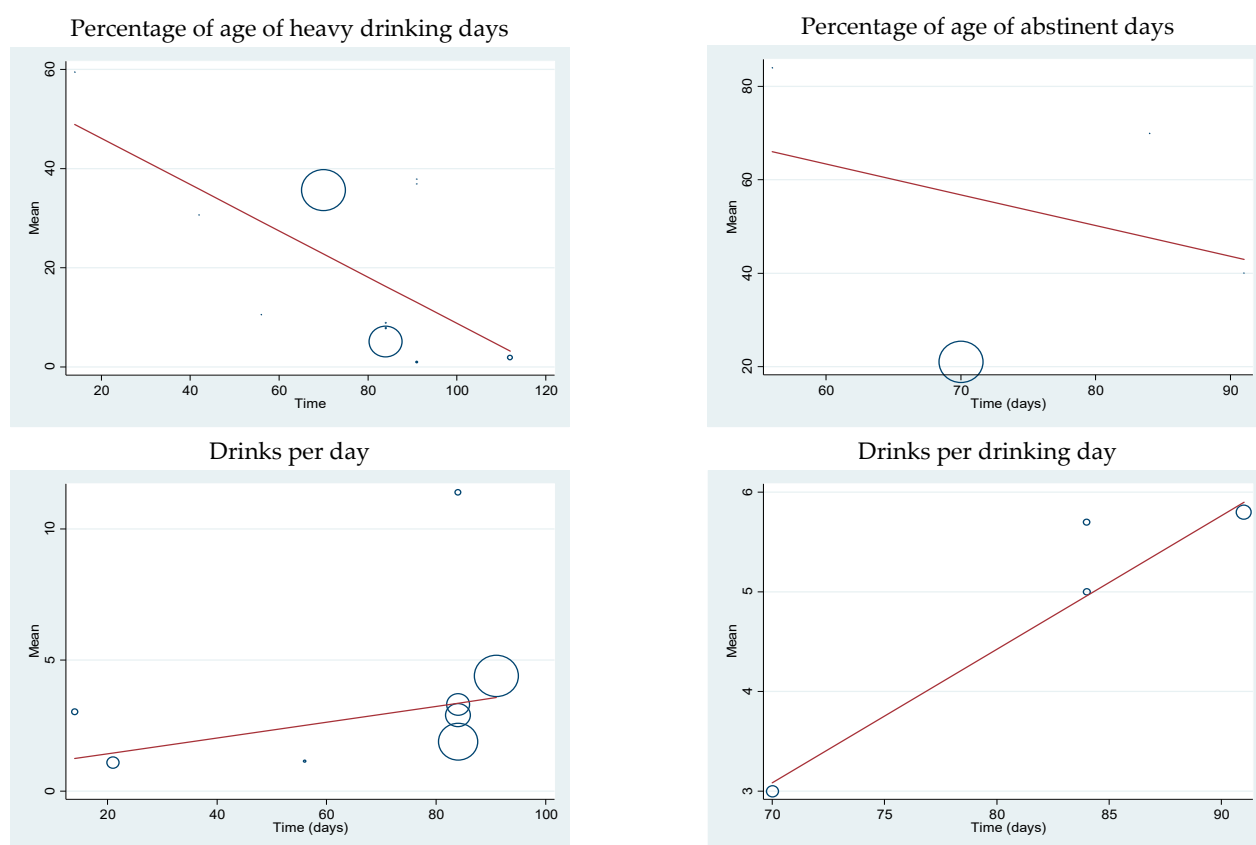 Percentage of age of heavy drinking days
60
40
20
0
Mean
20 40 60 80 100 120
Time
Percentage of age of abstinent days
80
60
40
20
Mean
60 70 80 90
Time (days)
Drinks per day
10
5
0
Mean
20 40 60 80 100
Time (days)
Drinks per drinking day
6
5
4
3
Mean
70 75 80 85 90
Time (days)